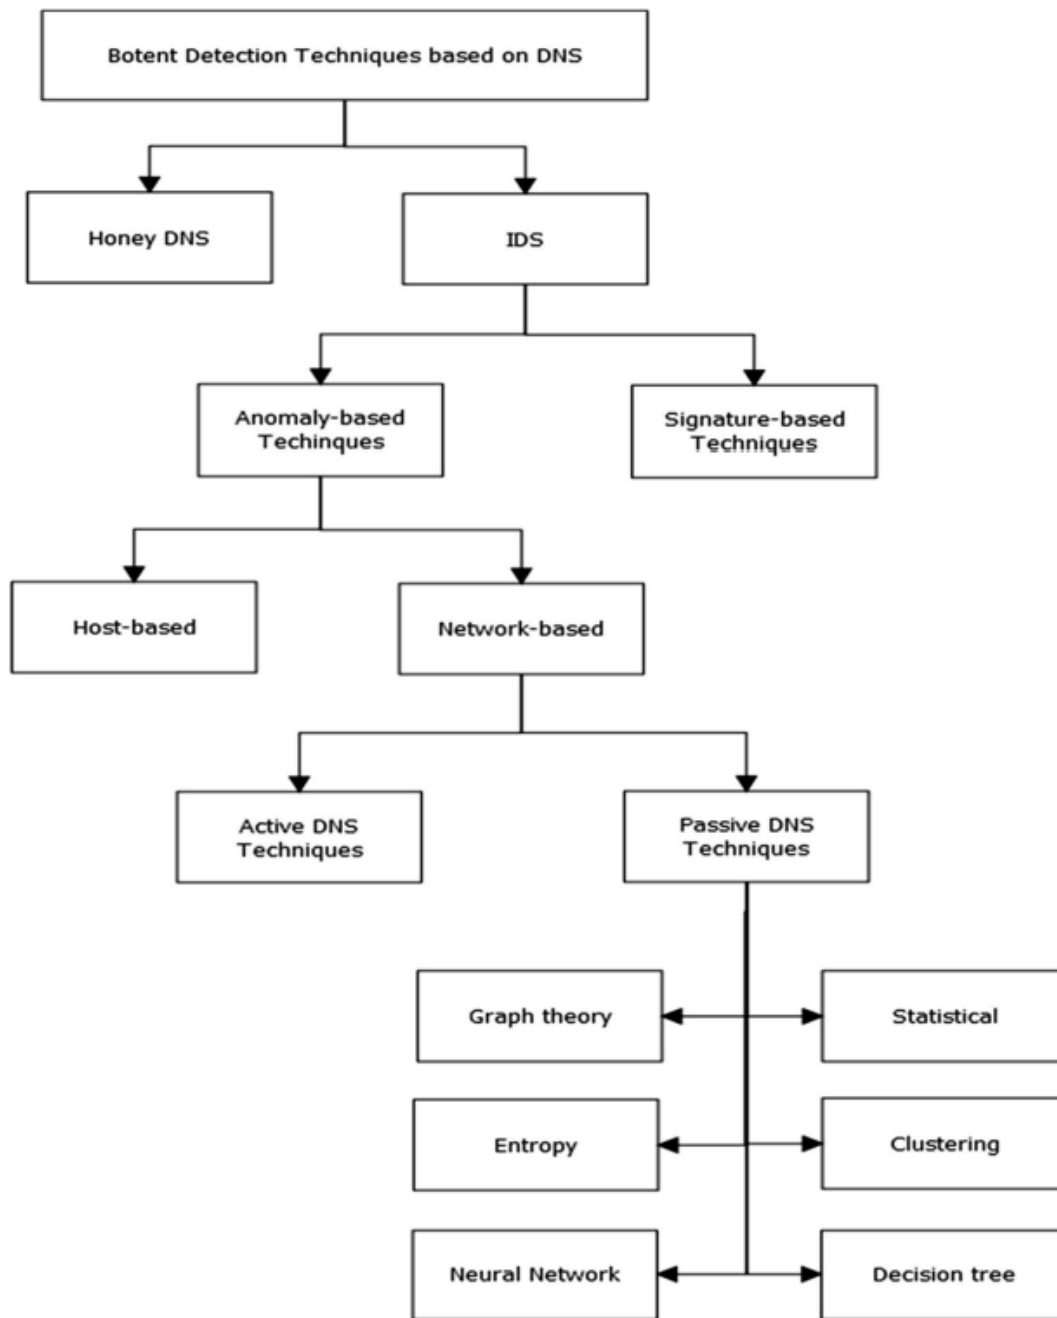 Botent Detection Techniques based on DNS
Honey DNS
IDS
Anomaly-based
Techinques
Signature-based
Techniques
Host-based
Network-based
Active DNS
Techniques
Passive DNS
Techniques
Graph theory
Statistical
Entropy
Clustering
Neural Network
Decision tree